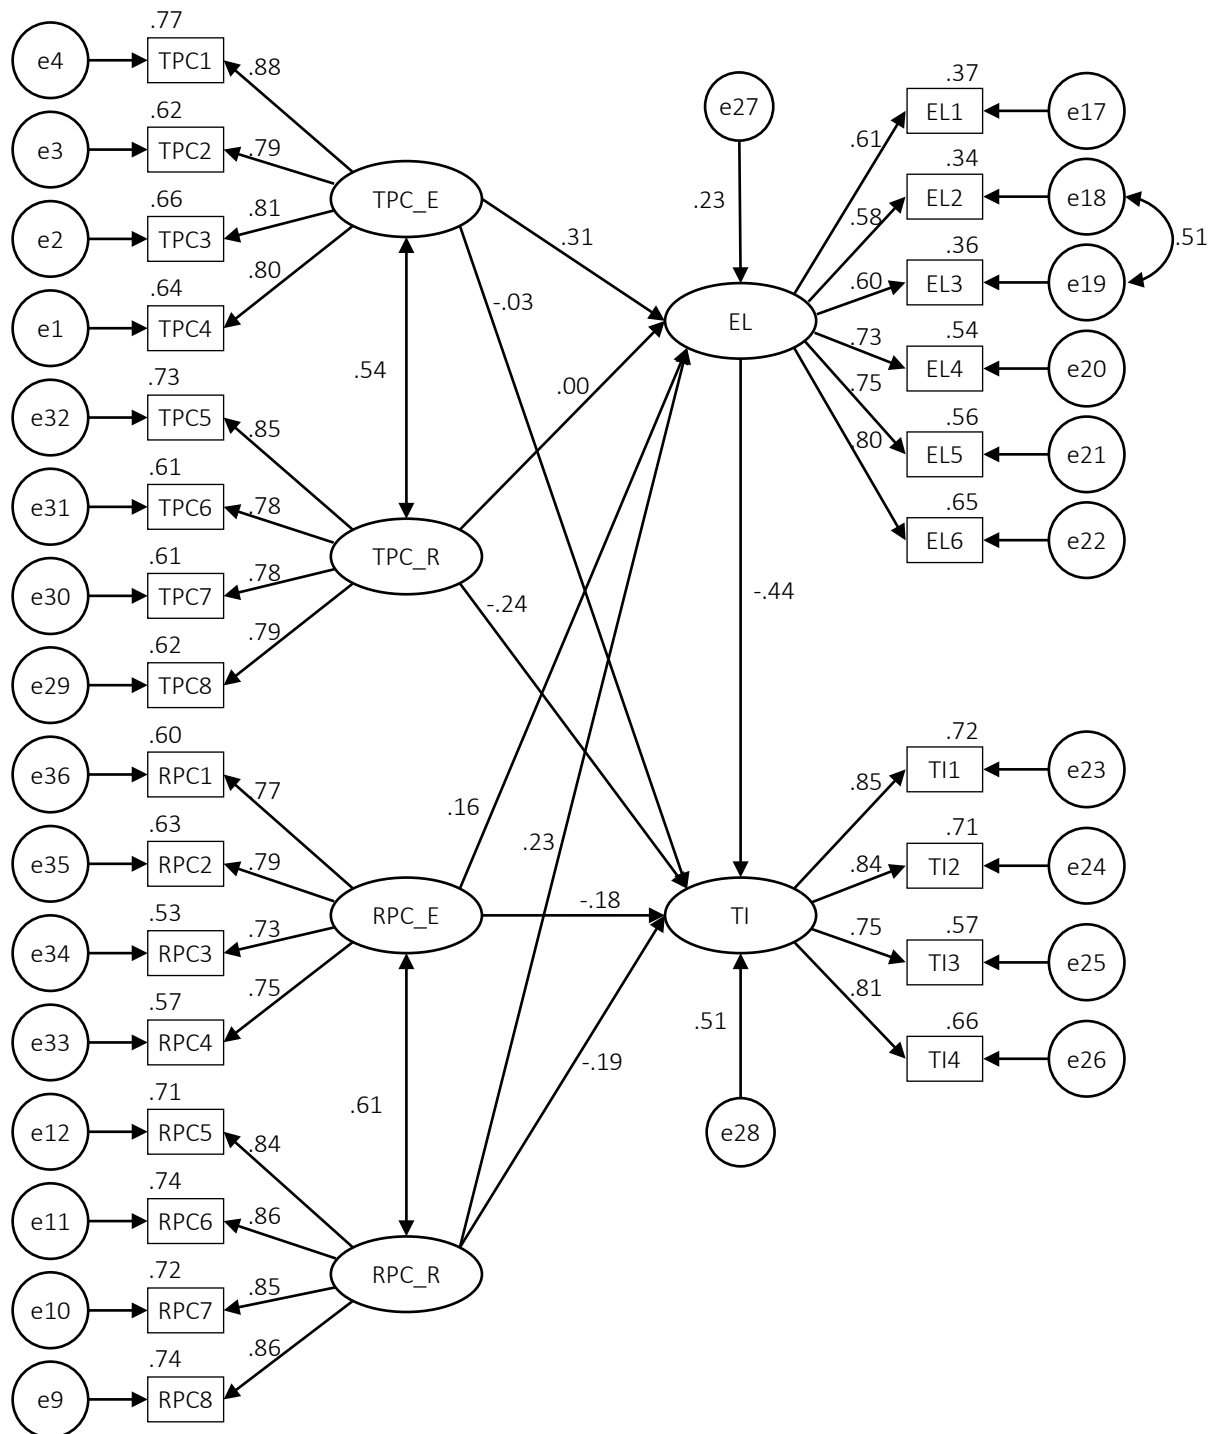 .77
e4
TPC1
.88
.62
e3
TPC2
.79
.66
e2
TPC3
.81
.64
e1
TPC4
.80
TPC_E
.54
.73
e32
TPC5
.85
.61
e31
TPC6
.78
.61
e30
TPC7
.78
.62
e29
TPC8
.79
TPC_R
.60
e36
RPC1
.77
.63
e35
RPC2
.79
.53
e34
RPC3
.73
.57
e33
RPC4
.75
RPC_E
.61
.71
e12
RPC5
.84
.74
e11
RPC6
.86
.72
e10
RPC7
.85
.74
e9
RPC8
.86
RPC_R
.31
-.03
.00
-.24
.16
.23
-.18
-.19
e27
.23
EL
-.44
TI
.51
e28
.37
.61
EL1
e17
.34
.58
EL2
e18
.51
.36
.60
EL3
e19
.54
.73
EL4
e20
.56
.75
EL5
e21
.65
.80
EL6
e22
.72
.85
TI1
e23
.71
.84
TI2
e24
.57
.75
TI3
e25
.66
.81
TI4
e26